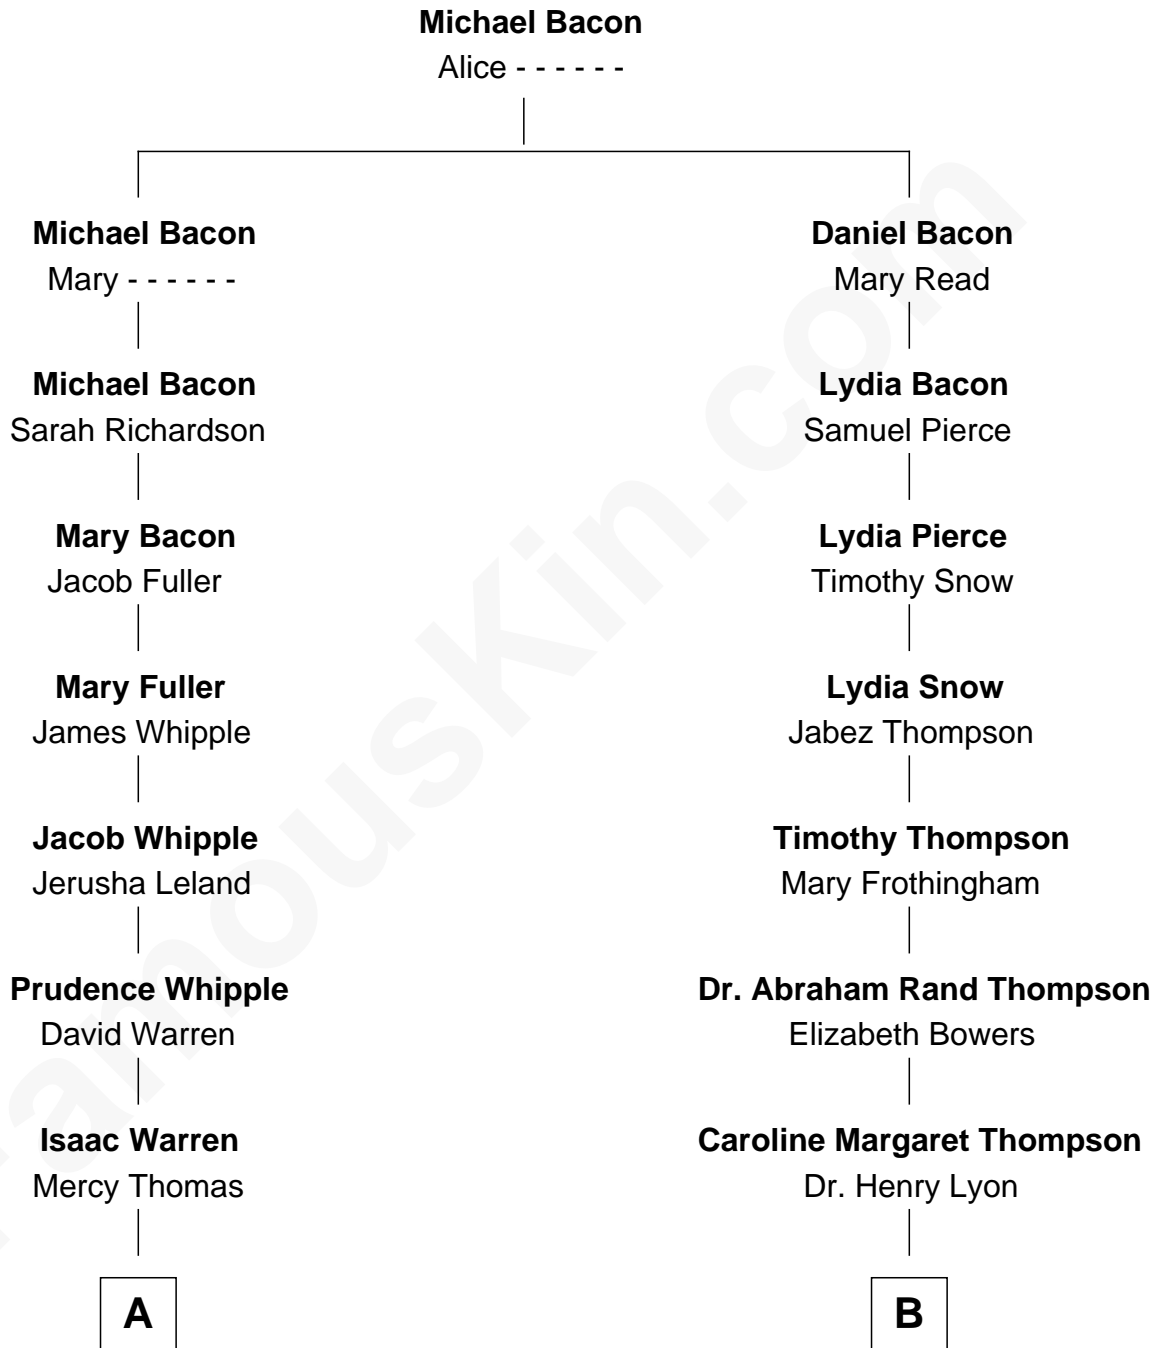 Michael Bacon
Alice - - - - - -
Michael Bacon
Mary - - - - - -
Daniel Bacon
Mary Read
Michael Bacon
Sarah Richardson
Lydia Bacon
Samuel Pierce
Mary Bacon
Jacob Fuller
Lydia Pierce
Timothy Snow
Mary Fuller
James Whipple
Lydia Snow
Jabez Thompson
Jacob Whipple
Jerusha Leland
Timothy Thompson
Mary Frothingham
Prudence Whipple
David Warren
Dr. Abraham Rand Thompson
Elizabeth Bowers
Isaac Warren
Mercy Thomas
Caroline Margaret Thompson
Dr. Henry Lyon
A
B
FamousKin.com